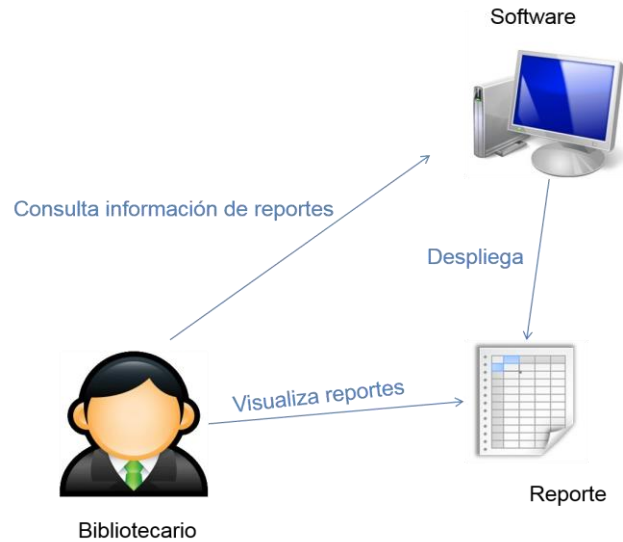 Software
Consulta información de reportes
Despliega
Visualiza reportes
Reporte
Bibliotecario